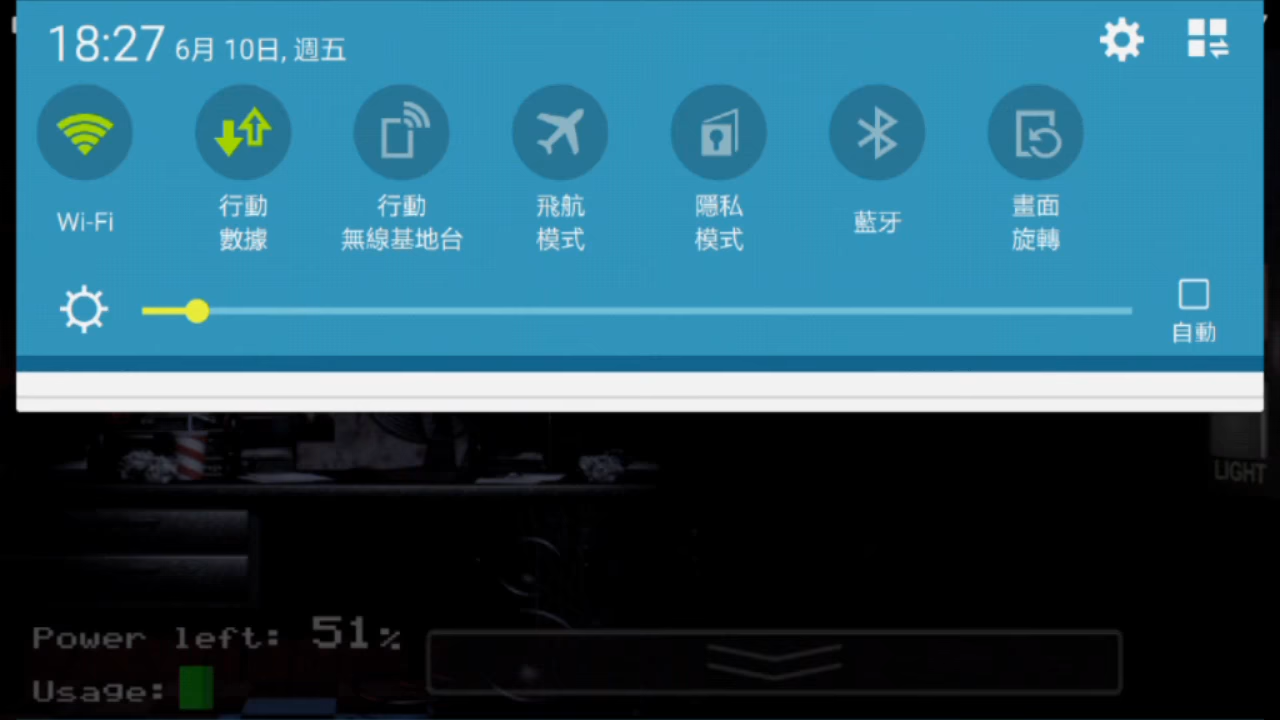 18:27 6月 10日, 週五
Wi-Fi
行動
數據
行動
無線基地台
飛航
模式
隱私
模式
藍牙
畫面
旋轉
自動
LIGHT
Power left: 51%
Usage: